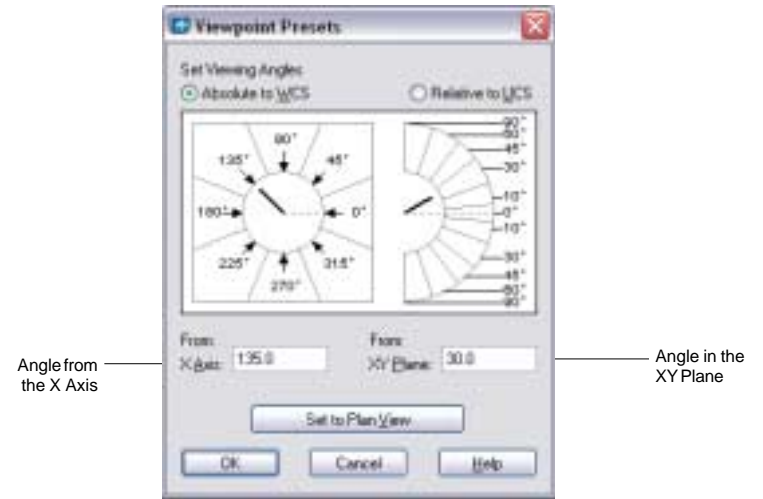 Viewpoint Presets
Set Viewing Angles
Absolute to WCS
Relative to UCS
90°
135°
45°
180°
0°
225°
315°
270°
90°
60°
45°
30°
10°
0°
-10°
-30°
-45°
-60°
-90°
From:
X Axis: 135.0
From:
XY Plane: 30.0
Angle from
the X Axis
Angle in the
XY Plane
Set to Plan View
OK
Cancel
Help